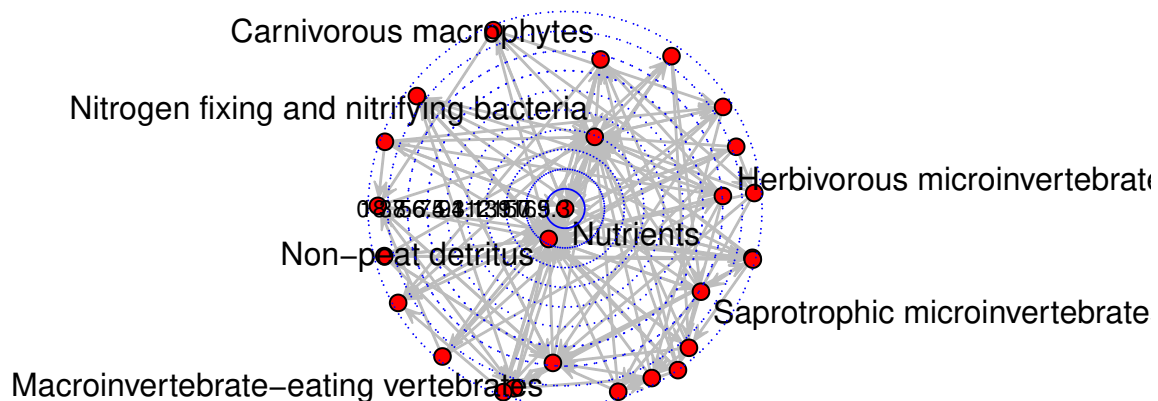 Carnivorous macrophytes
Nitrogen fixing and nitrifying bacteria
Herbivorous microinvertebrate
Nutrients
Non−peat detritus
Saprotrophic microinvertebrate
Macroinvertebrate−eating vertebrates